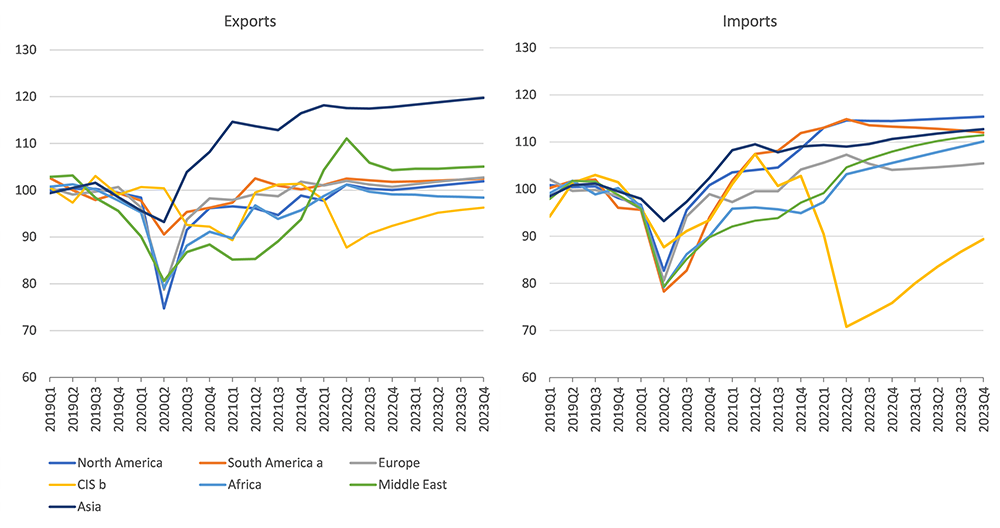 Exports
130
120
110
100
90
80
70
60
2019Q1
2019Q2
2019Q3
2019Q4
2020Q1
2020Q2
2020Q3
2020Q4
2021Q1
2021Q2
2021Q3
2021Q4
2022Q1
2022Q2
2022Q3
2022Q4
2023Q1
2023Q2
2023Q3
2023Q4
Imports
130
120
110
100
90
80
70
60
2019Q1
2019Q2
2019Q3
2019Q4
2020Q1
2020Q2
2020Q3
2020Q4
2021Q1
2021Q2
2021Q3
2021Q4
2022Q1
2022Q2
2022Q3
2022Q4
2023Q1
2023Q2
2023Q3
2023Q4
North America South America a Europe
CIS b Africa Middle East
Asia